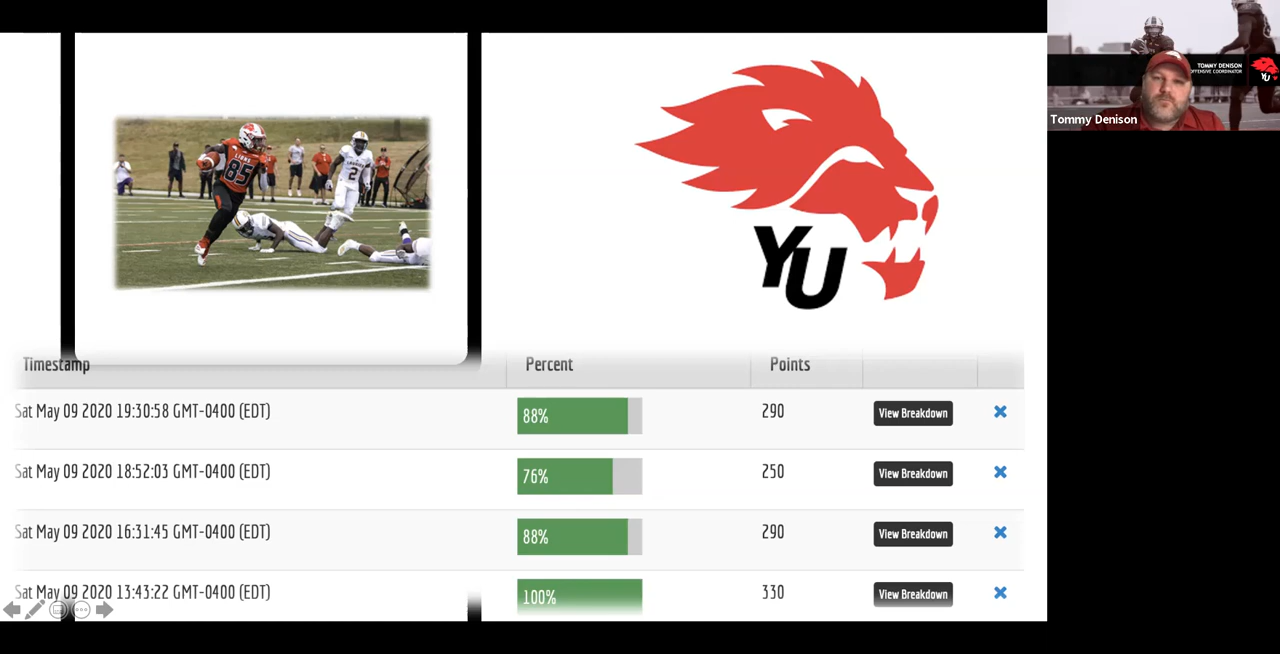 LIONS
85
2
YU
TOMMY DENISON
OFFENSIVE COORDINATOR
YU
Tommy Denison
Timestamp Percent Points
Sat May 09 2020 19:30:58 GMT-0400 (EDT) 88% 290 View Breakdown
Sat May 09 2020 18:52:03 GMT-0400 (EDT) 76% 250 View Breakdown
Sat May 09 2020 16:31:45 GMT-0400 (EDT) 88% 290 View Breakdown
Sat May 09 2020 13:43:22 GMT-0400 (EDT) 100% 330 View Breakdown